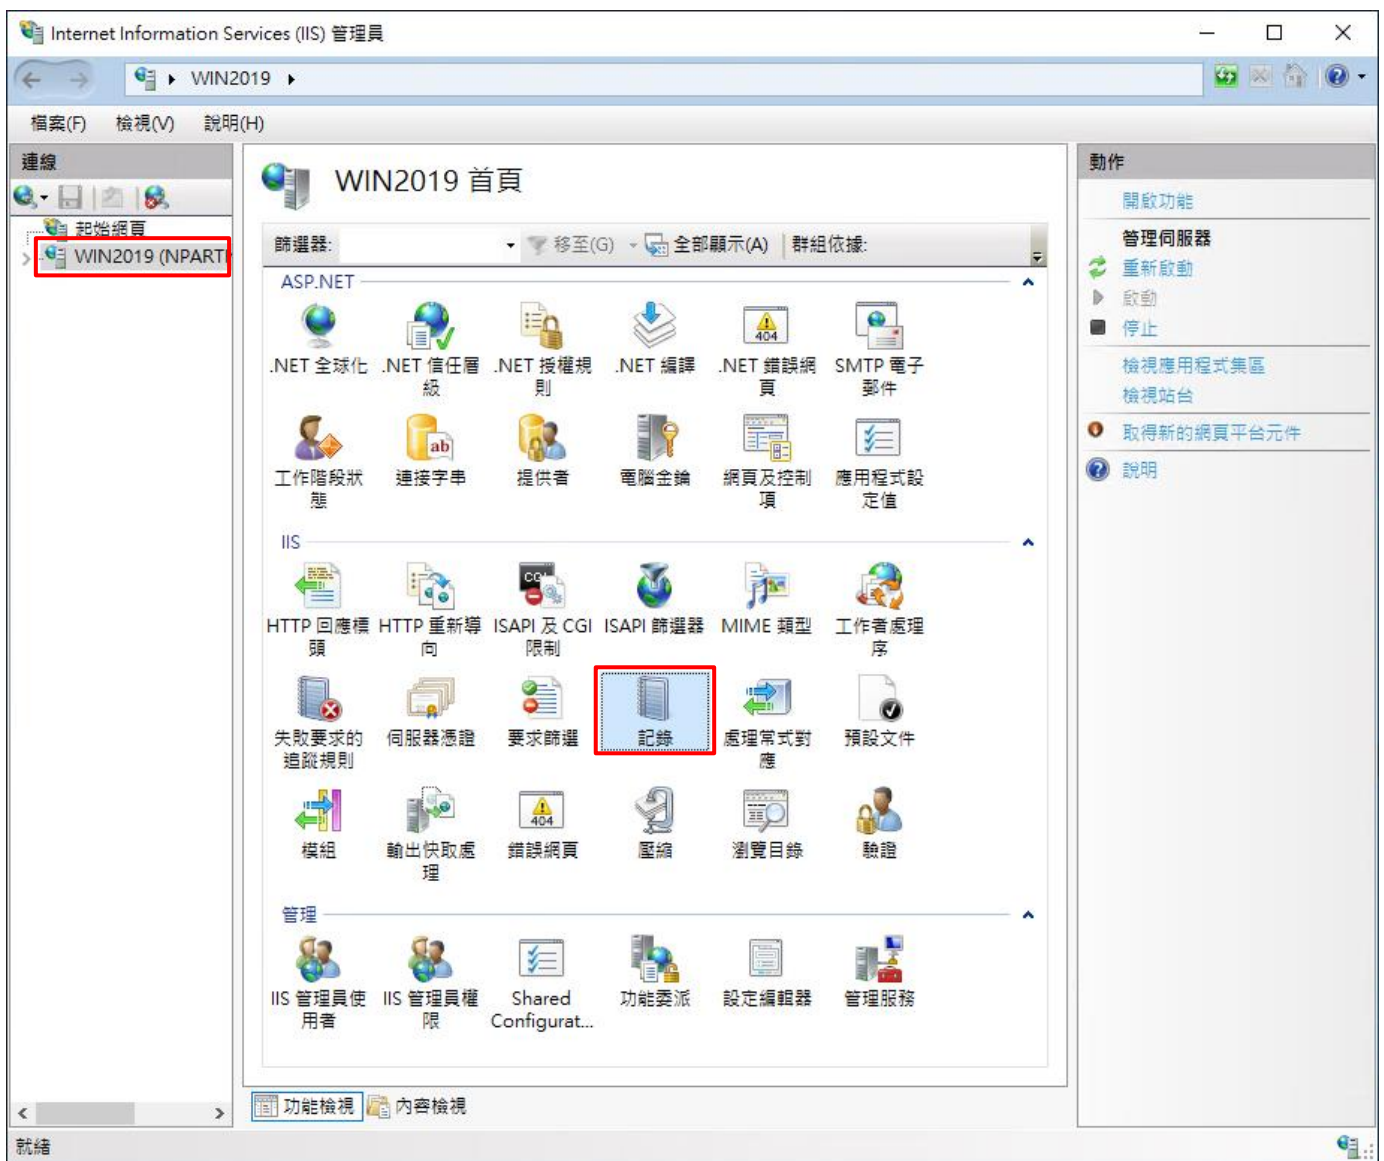 Internet Information Services (IIS) 管理員
WIN2019
檔案(F) 檢視(V) 說明(H)
連線
起始網頁
WIN2019 (NPARTI
WIN2019 首頁
篩選器: 移至(G) 全部顯示(A) 群組依據:
ASP.NET
.NET 全球化 .NET 信任層 .NET 授權規 .NET 編譯 .NET 錯誤網 SMTP 電子
級 則 頁 郵件
404
ab
工作階段狀 連接字串 提供者 電腦金鑰 網頁及控制 應用程式設
態 項 定值
IIS
HTTP 回應標 HTTP 重新導 ISAPI 及 CGI ISAPI 篩選器 MIME 類型 工作者處理
頭 向 限制 序
失敗要求的 伺服器憑證 要求篩選 記錄 處理常式對 預設文件
追蹤規則 應
404
模組 輸出快取處 錯誤網頁 壓縮 瀏覽目錄 驗證
理
管理
IIS 管理員使 IIS 管理員權 Shared 功能委派 設定編輯器 管理服務
用者 限 Configurat...
功能檢視 內容檢視
動作
開啟功能
管理伺服器
重新啟動
啟動
停止
檢視應用程式集區
檢視站台
取得新的網頁平台元件
說明
就緒